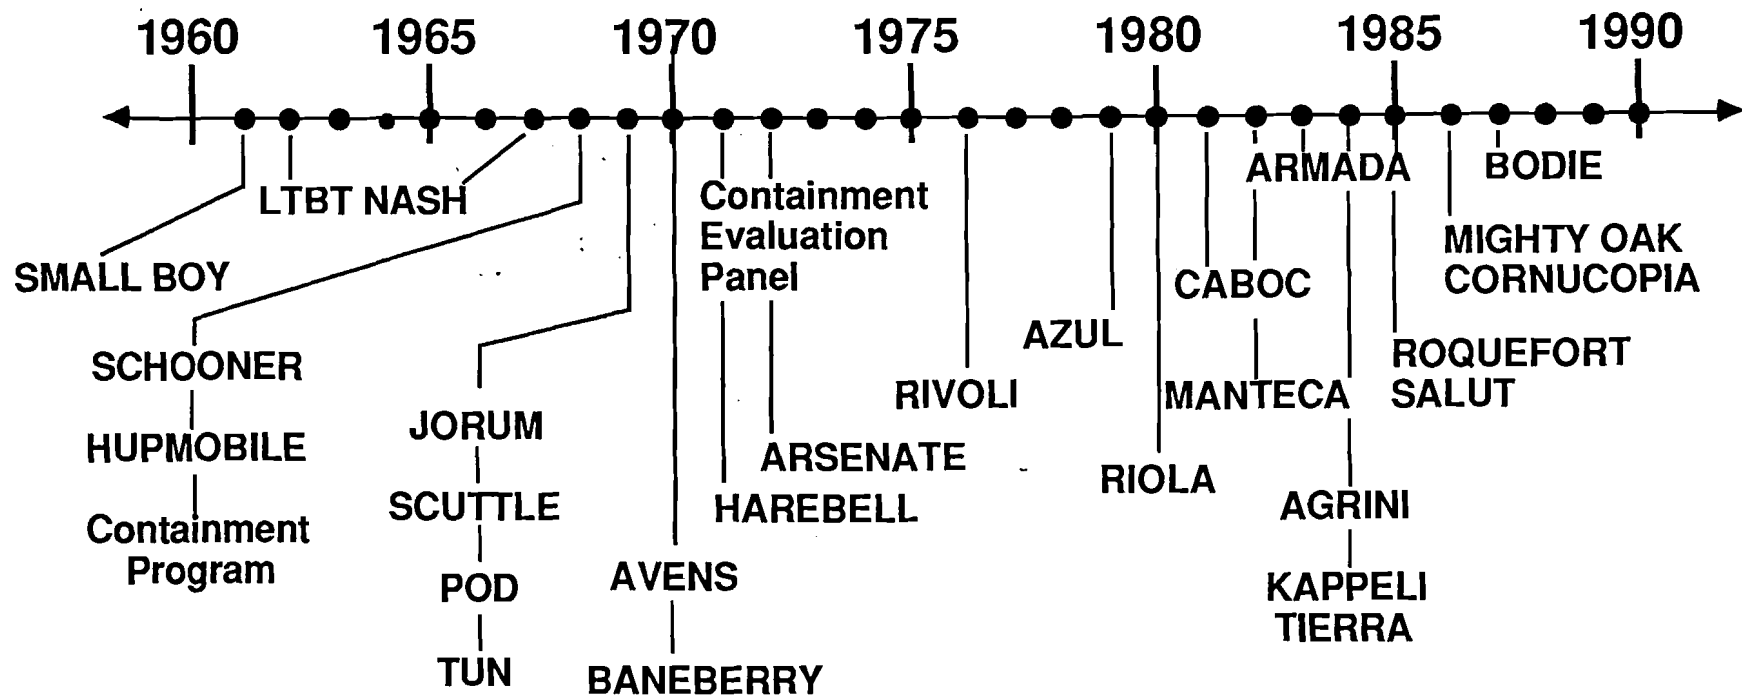 1960 1965 1970 1975 1980 1985 1990
LTBT NASH
SMALL BOY
SCHOONER
HUPMOBILE
Containment
Program
JORUM
SCUTTLE
POD
TUN
AVENS
BANEBERRY
Containment
Evaluation
Panel
HAREBELL
ARSENATE
RIVOLI
AZUL
RIOLA
CABOC
MANTECA
ARMADA
AGRINI
KAPPELI
TIERRA
ROQUEFORT
SALUT
MIGHTY OAK
CORNUCOPIA
BODIE